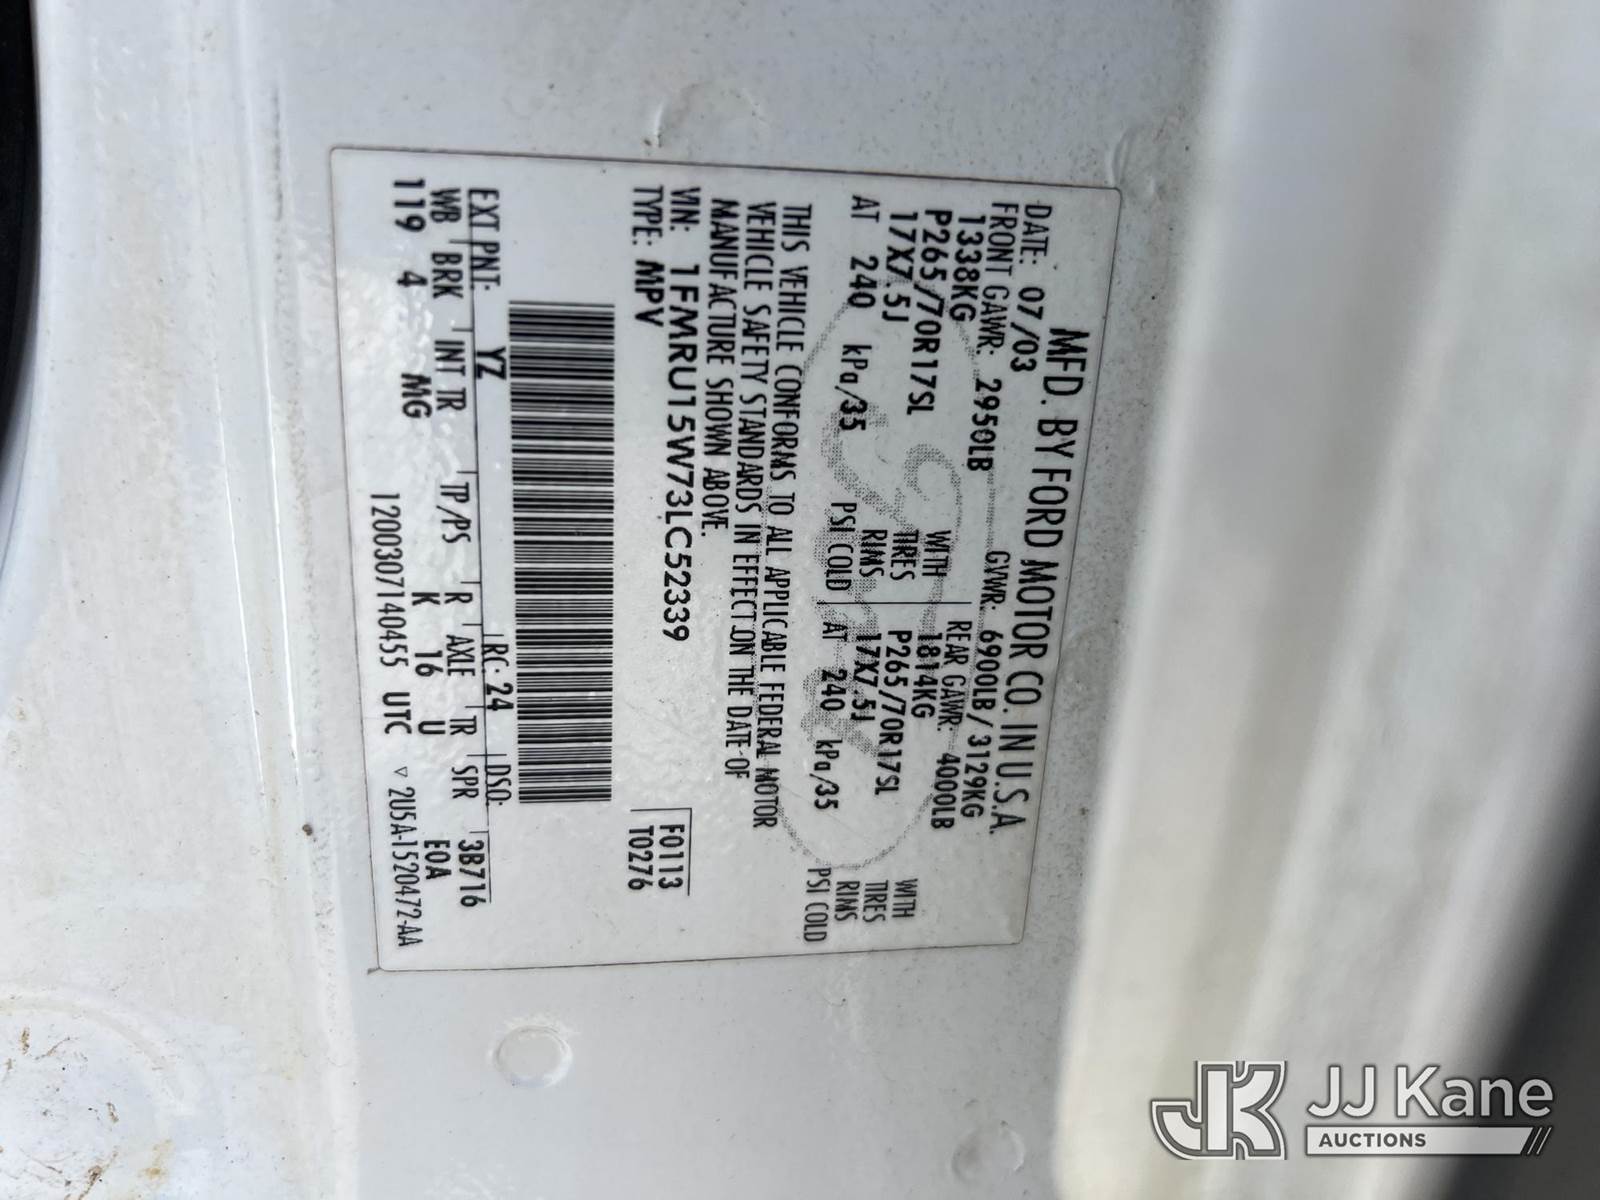 MFD. BY FORD MOTOR CO. IN U.S.A.
DATE: 07/03 GVWR: 6900LB/3129KG
FRONT GAWR: 2950LB REAR GAWR: 4000LB
1338KG WITH 1814KG WITH
P265/70R17SL TIRES P265/70R17SL TIRES
17X7.5J RIMS 17X7.5J RIMS
AT 240 kPa/35 PSI COLD AT 240 kPa/35 PSI COLD
THIS VEHICLE CONFORMS TO ALL APPLICABLE FEDERAL MOTOR
VEHICLE SAFETY STANDARDS IN EFFECT ON THE DATE OF
MANUFACTURE SHOWN ABOVE.
VIN: 1FMRU15W73LC52339 F0113
TYPE: MPV T0276
EXT PNT: YZ RC: 24 DSO:
WB BRK INT TR TP/PS R AXLE TR SPR 3B716
119 4 MG K 16 U E0A
1200307140455 UTC ▽ 2U5A-1520472-AA
JK JJ Kane
AUCTIONS